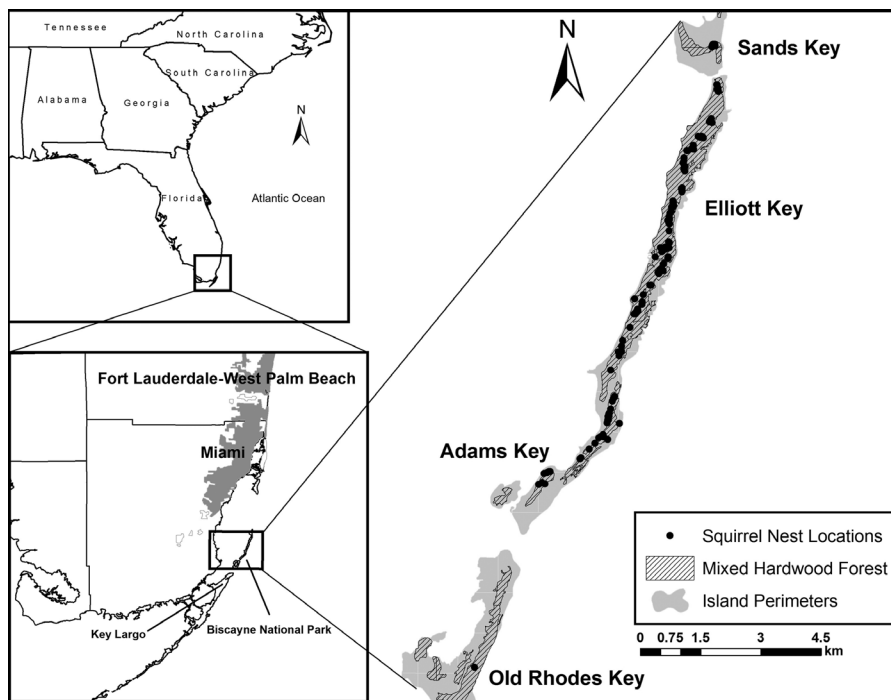 Tennessee
North Carolina
South Carolina
Alabama
Georgia
N
Florida
Atlantic Ocean
Fort Lauderdale-West Palm Beach
Miami
Key Largo
Biscayne National Park
N
Sands Key
Elliott Key
Adams Key
Old Rhodes Key
Squirrel Nest Locations
Mixed Hardwood Forest
Island Perimeters
0 0.75 1.5 3 4.5
km